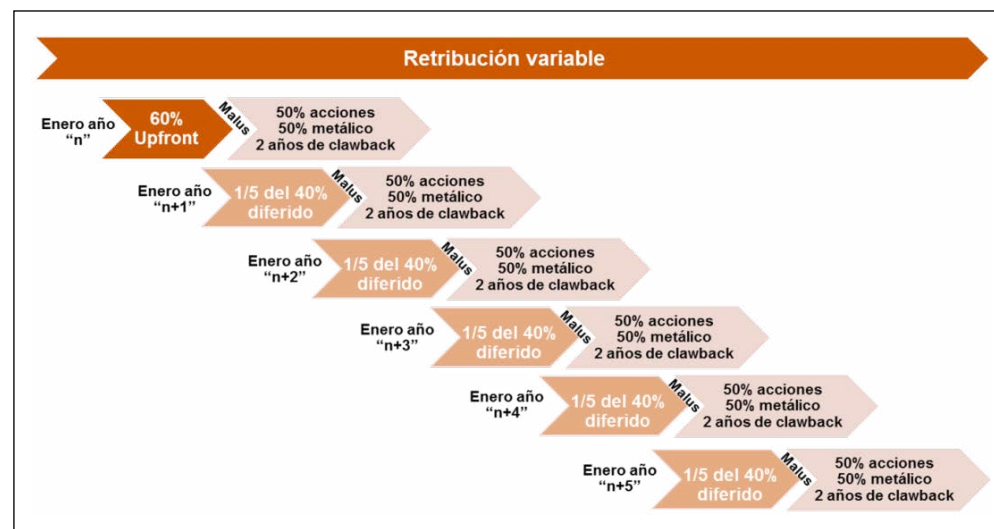 Retribución variable
Enero año
“n”
60%
Upfront
Malus
50% acciones
50% metálico
2 años de clawback
Enero año
“n+1”
1/5 del 40%
diferido
Malus
50% acciones
50% metálico
2 años de clawback
Enero año
“n+2”
1/5 del 40%
diferido
Malus
50% acciones
50% metálico
2 años de clawback
Enero año
“n+3”
1/5 del 40%
diferido
Malus
50% acciones
50% metálico
2 años de clawback
Enero año
“n+4”
1/5 del 40%
diferido
Malus
50% acciones
50% metálico
2 años de clawback
Enero año
“n+5”
1/5 del 40%
diferido
Malus
50% acciones
50% metálico
2 años de clawback